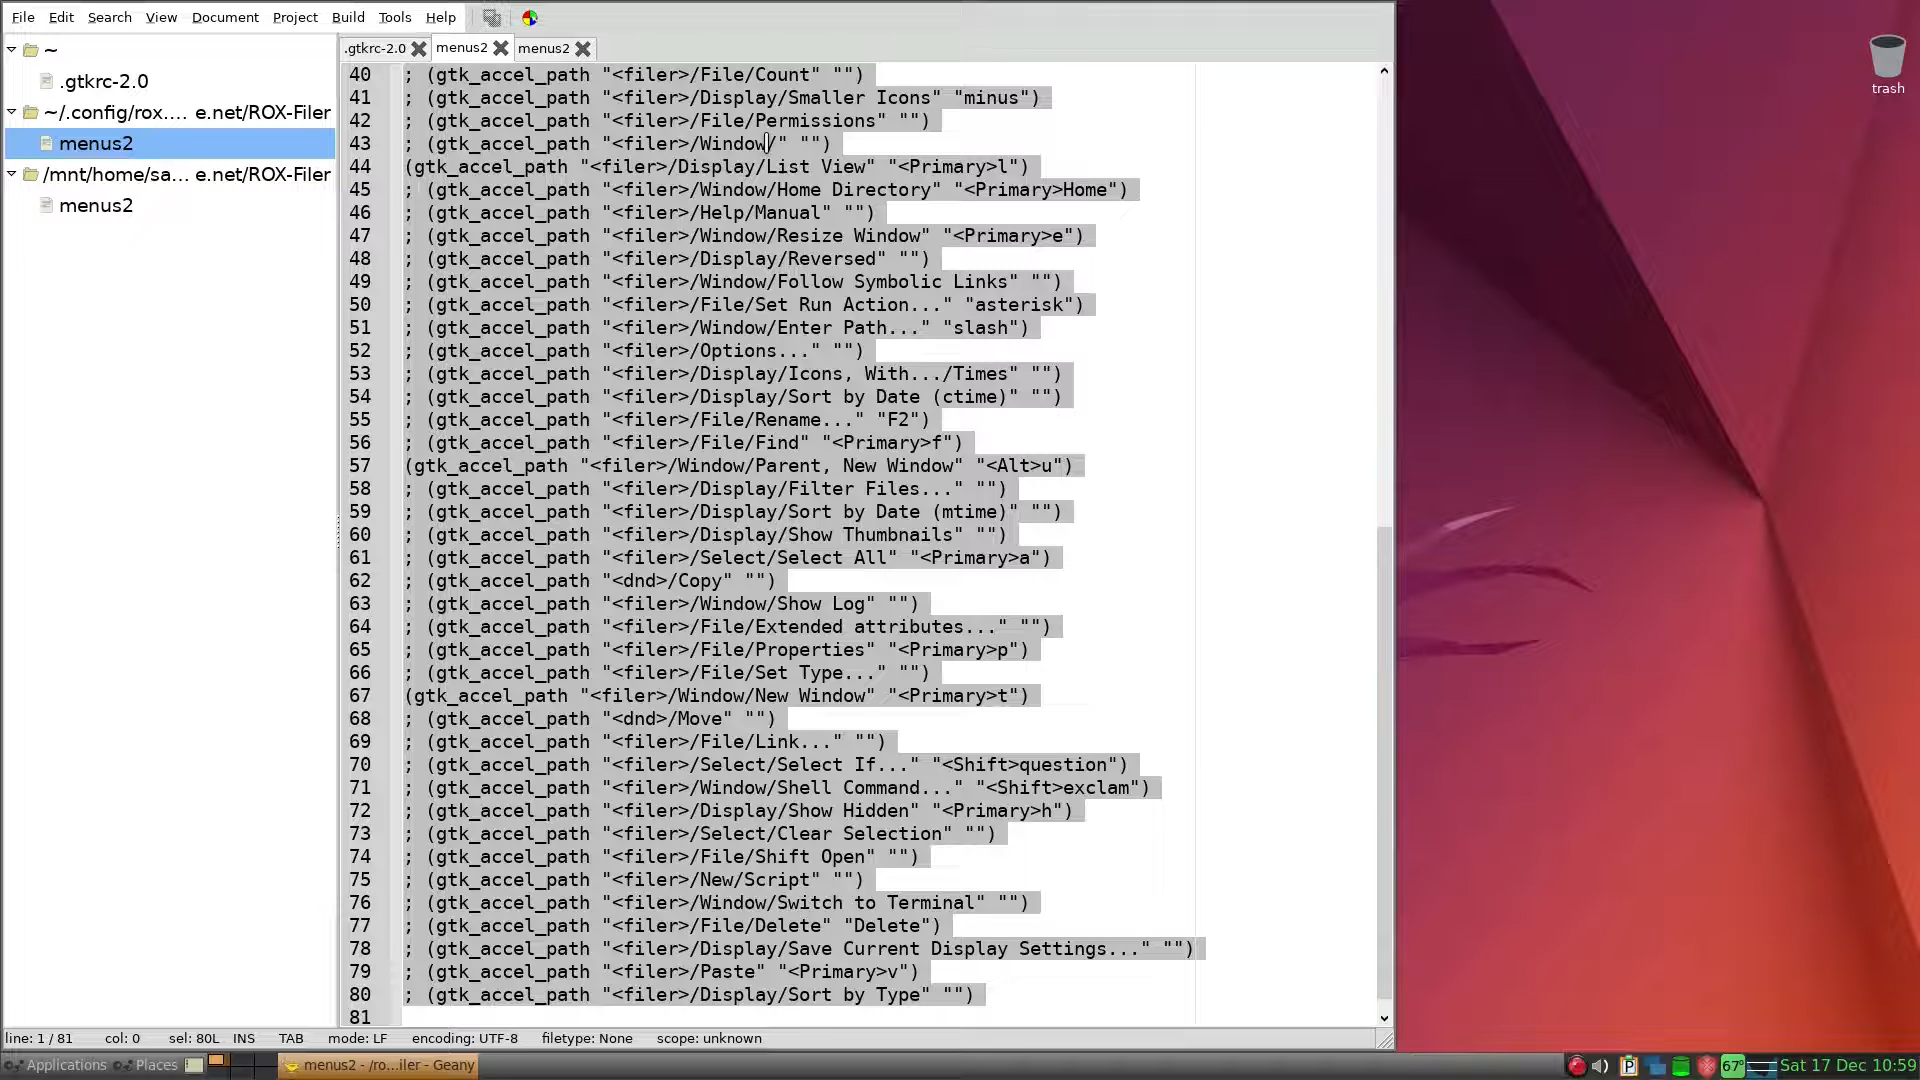 File Edit Search View Document Project Build Tools Help
~
.gtkrc-2.0
~/.config/rox.... e.net/ROX-Filer
menus2
/mnt/home/sa... e.net/ROX-Filer
menus2
.gtkrc-2.0 menus2 menus2
40 ; (gtk_accel_path "<filer>/File/Count" "")
41 ; (gtk_accel_path "<filer>/Display/Smaller Icons" "minus")
42 ; (gtk_accel_path "<filer>/File/Permissions" "")
43 ; (gtk_accel_path "<filer>/Window/" "")
44 (gtk_accel_path "<filer>/Display/List View" "<Primary>l")
45 ; (gtk_accel_path "<filer>/Window/Home Directory" "<Primary>Home")
46 ; (gtk_accel_path "<filer>/Help/Manual" "")
47 ; (gtk_accel_path "<filer>/Window/Resize Window" "<Primary>e")
48 ; (gtk_accel_path "<filer>/Display/Reversed" "")
49 ; (gtk_accel_path "<filer>/Window/Follow Symbolic Links" "")
50 ; (gtk_accel_path "<filer>/File/Set Run Action..." "asterisk")
51 ; (gtk_accel_path "<filer>/Window/Enter Path..." "slash")
52 ; (gtk_accel_path "<filer>/Options..." "")
53 ; (gtk_accel_path "<filer>/Display/Icons, With.../Times" "")
54 ; (gtk_accel_path "<filer>/Display/Sort by Date (ctime)" "")
55 ; (gtk_accel_path "<filer>/File/Rename..." "F2")
56 ; (gtk_accel_path "<filer>/File/Find" "<Primary>f")
57 (gtk_accel_path "<filer>/Window/Parent, New Window" "<Alt>u")
58 ; (gtk_accel_path "<filer>/Display/Filter Files..." "")
59 ; (gtk_accel_path "<filer>/Display/Sort by Date (mtime)" "")
60 ; (gtk_accel_path "<filer>/Display/Show Thumbnails" "")
61 ; (gtk_accel_path "<filer>/Select/Select All" "<Primary>a")
62 ; (gtk_accel_path "<dnd>/Copy" "")
63 ; (gtk_accel_path "<filer>/Window/Show Log" "")
64 ; (gtk_accel_path "<filer>/File/Extended attributes..." "")
65 ; (gtk_accel_path "<filer>/File/Properties" "<Primary>p")
66 ; (gtk_accel_path "<filer>/File/Set Type..." "")
67 (gtk_accel_path "<filer>/Window/New Window" "<Primary>t")
68 ; (gtk_accel_path "<dnd>/Move" "")
69 ; (gtk_accel_path "<filer>/File/Link..." "")
70 ; (gtk_accel_path "<filer>/Select/Select If..." "<Shift>question")
71 ; (gtk_accel_path "<filer>/Window/Shell Command..." "<Shift>exclam")
72 ; (gtk_accel_path "<filer>/Display/Show Hidden" "<Primary>h")
73 ; (gtk_accel_path "<filer>/Select/Clear Selection" "")
74 ; (gtk_accel_path "<filer>/File/Shift Open" "")
75 ; (gtk_accel_path "<filer>/New/Script" "")
76 ; (gtk_accel_path "<filer>/Window/Switch to Terminal" "")
77 ; (gtk_accel_path "<filer>/File/Delete" "Delete")
78 ; (gtk_accel_path "<filer>/Display/Save Current Display Settings..." "")
79 ; (gtk_accel_path "<filer>/Paste" "<Primary>v")
80 ; (gtk_accel_path "<filer>/Display/Sort by Type" "")
81
trash
line: 1 / 81 col: 0 sel: 80L INS TAB mode: LF encoding: UTF-8 filetype: None scope: unknown
Applications Places menus2 - /ro...iler - Geany P 67° Sat 17 Dec 10:59